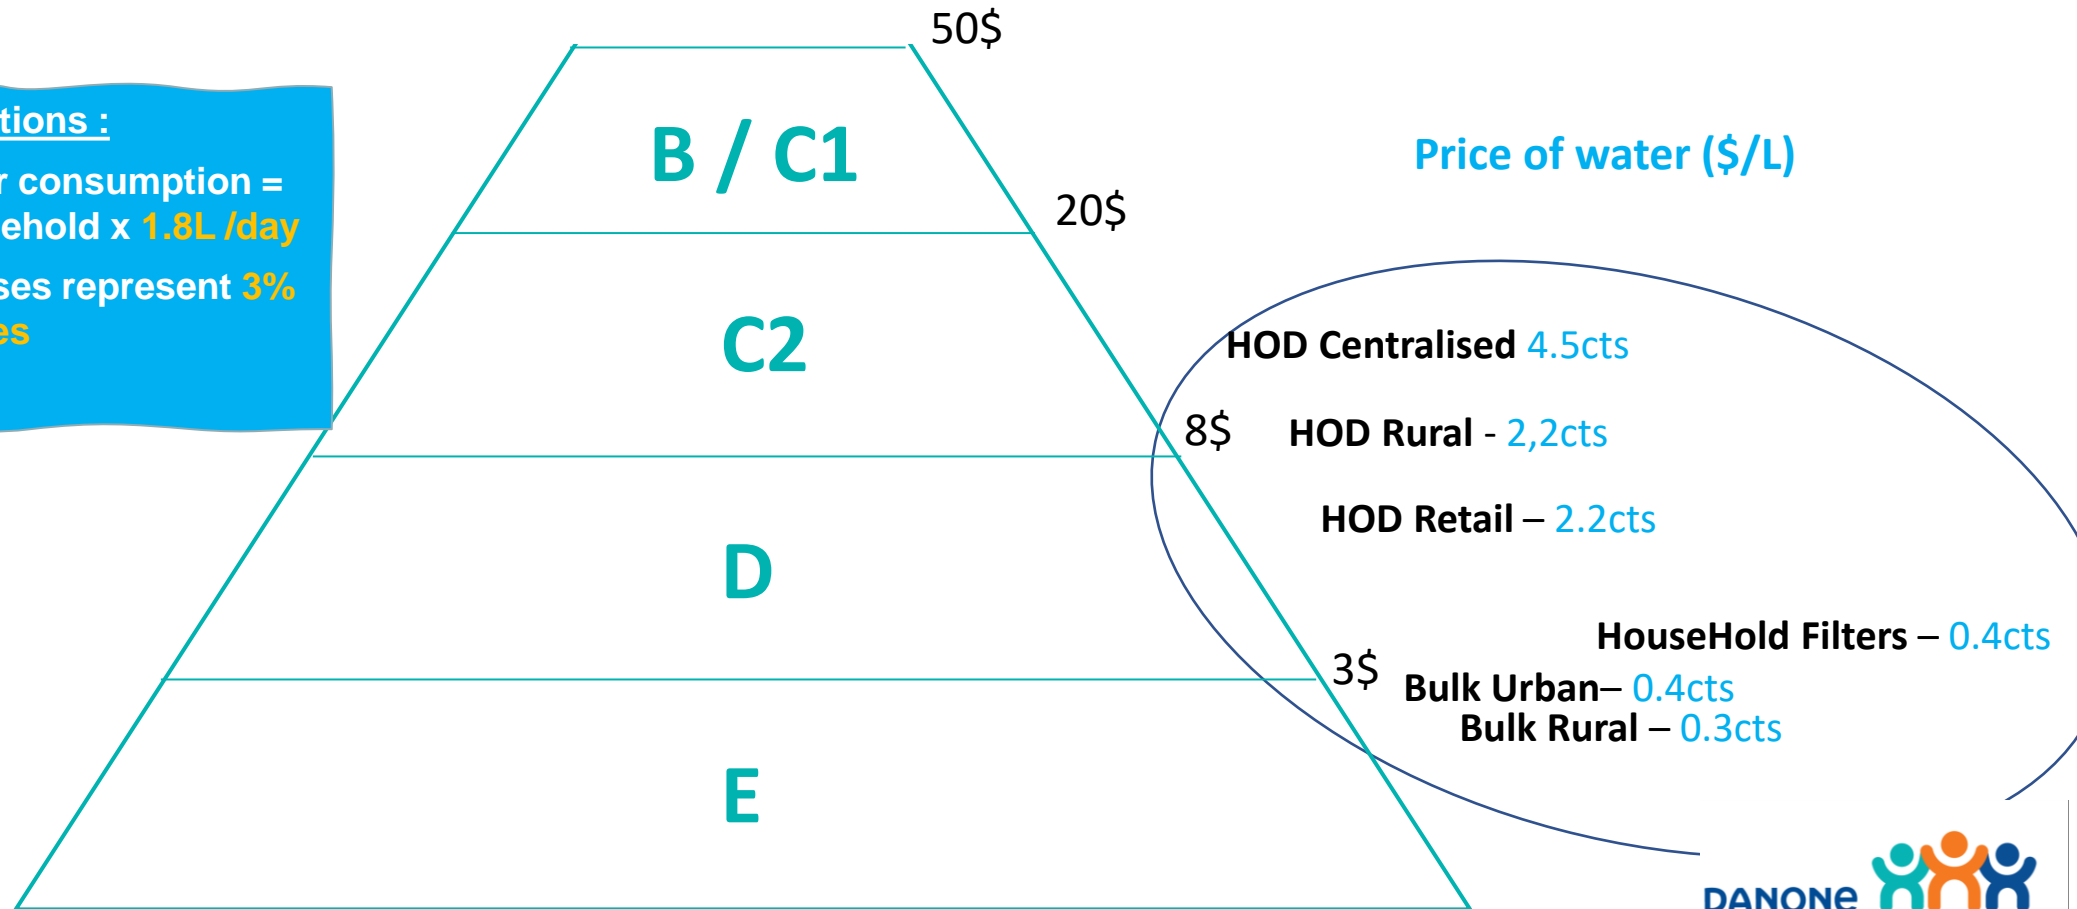 50$
tions :
r consumption =
ehold x 1.8L /day
ses represent 3%
es
B / C1
Price of water ($/L)
20$
C2
HOD Centralised 4.5cts
8$
HOD Rural - 2,2cts
HOD Retail – 2.2cts
D
HouseHold Filters – 0.4cts
3$
Bulk Urban– 0.4cts
Bulk Rural – 0.3cts
E
DANONE